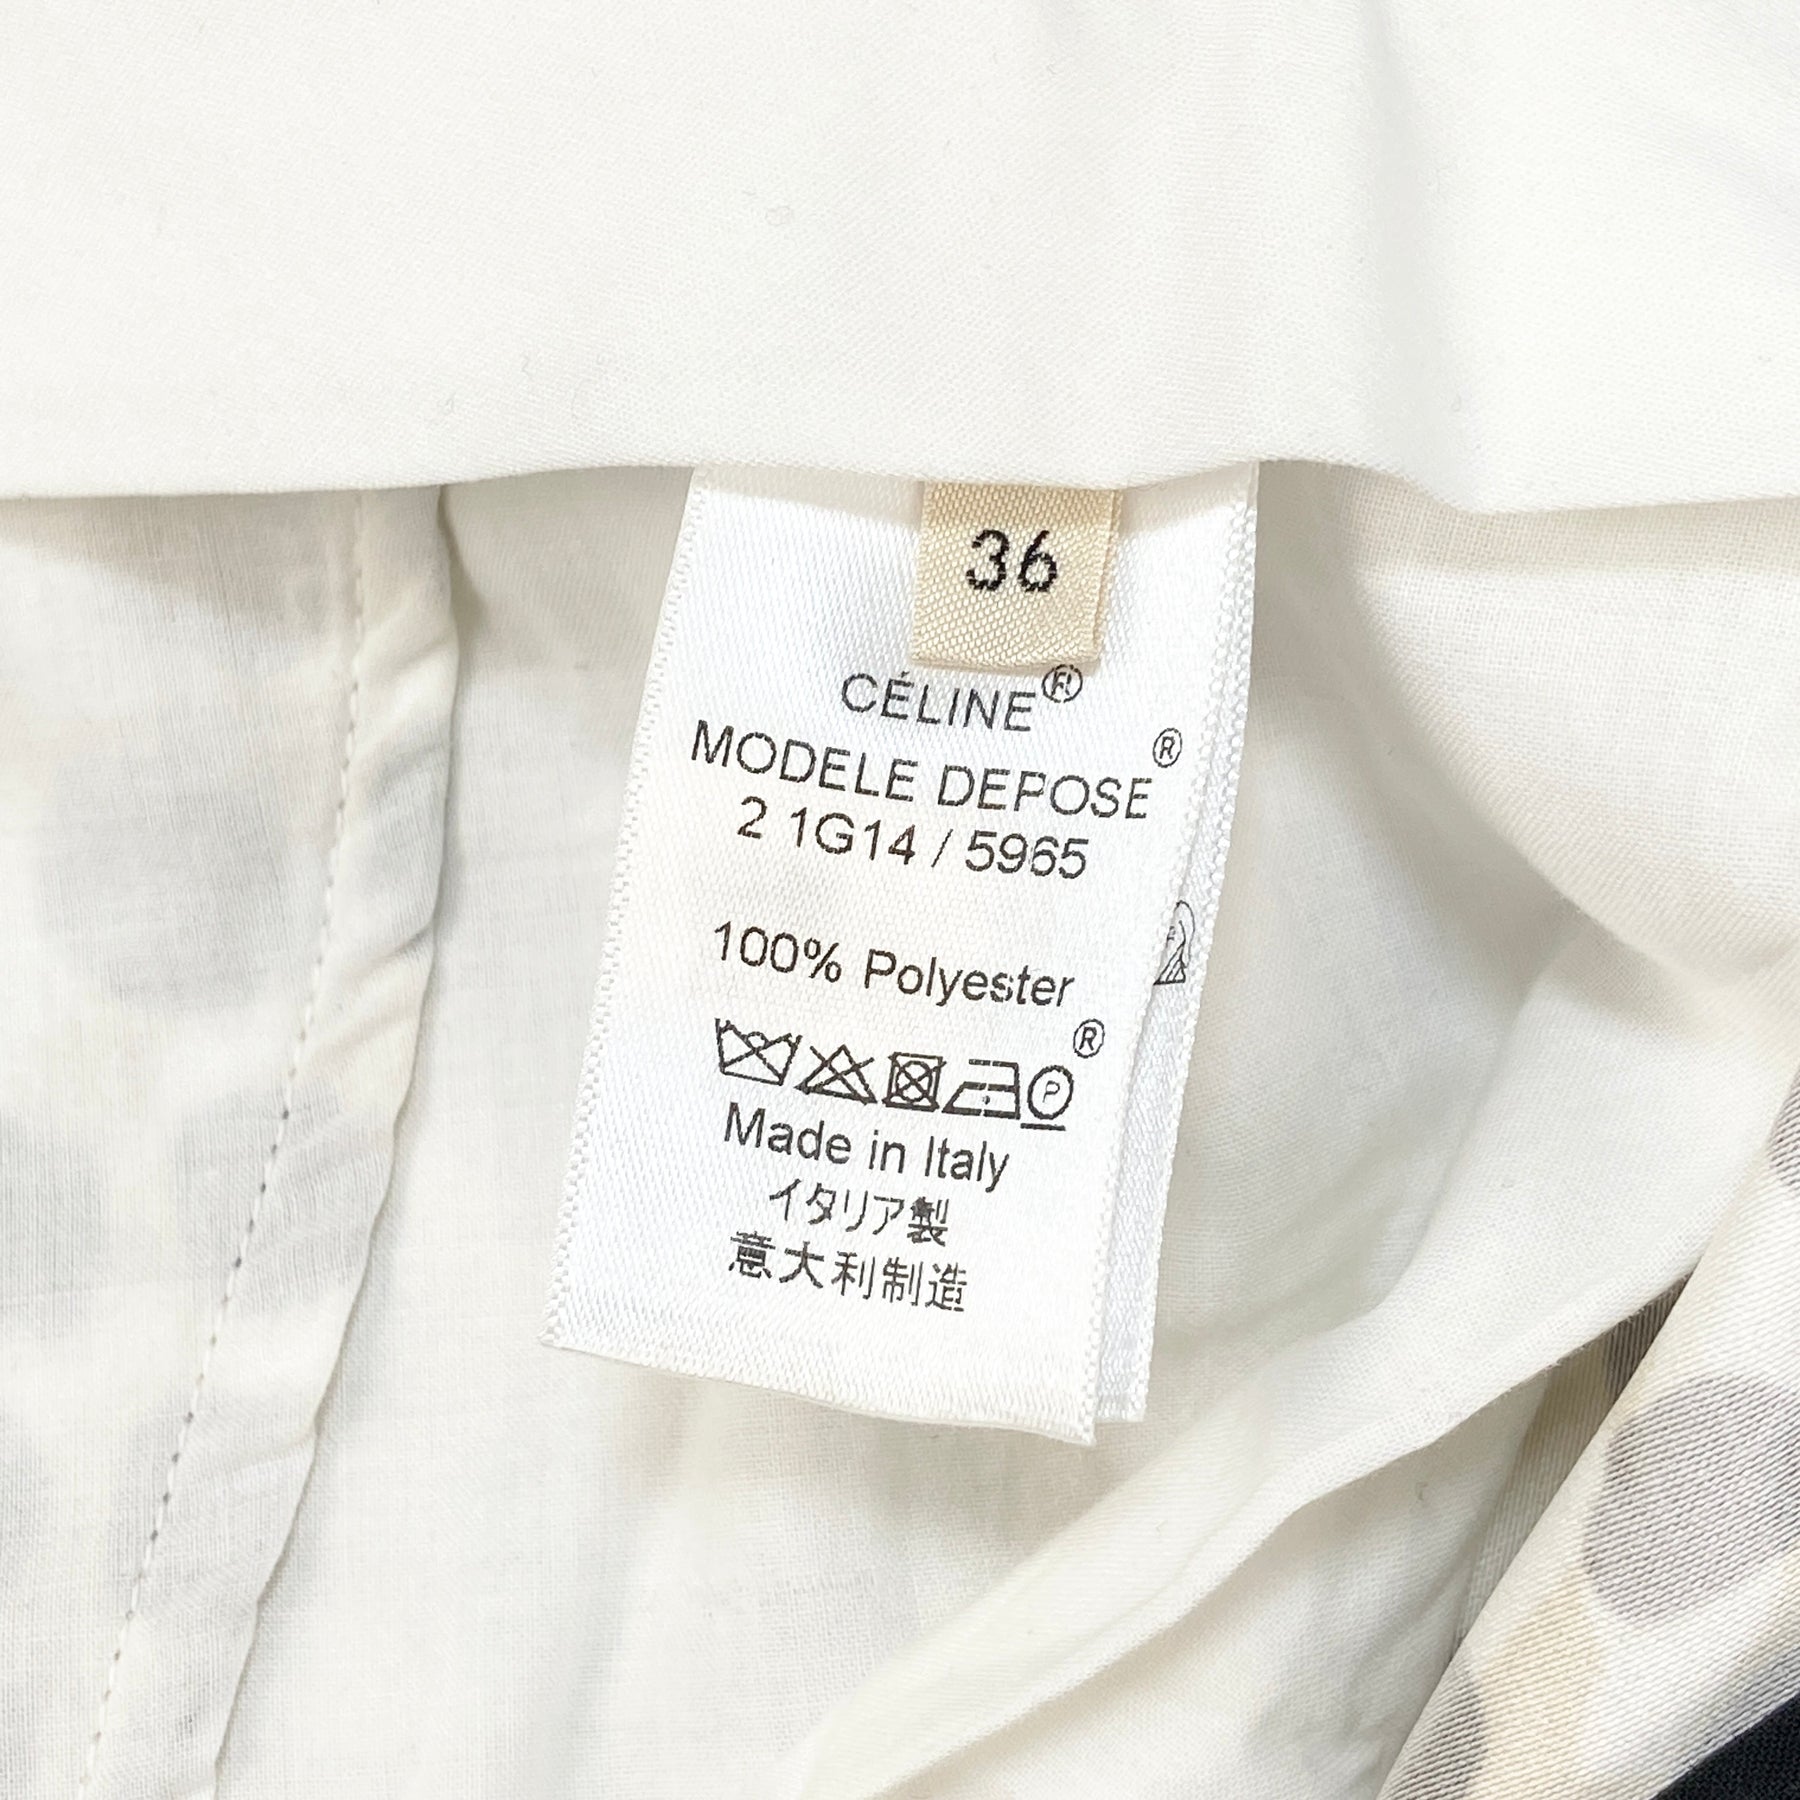 36
CÉLINE®
MODELE DEPOSE®
2 1G14 / 5965
100% Polyester
®
P
Made in Italy
イタリア製
意大利制造